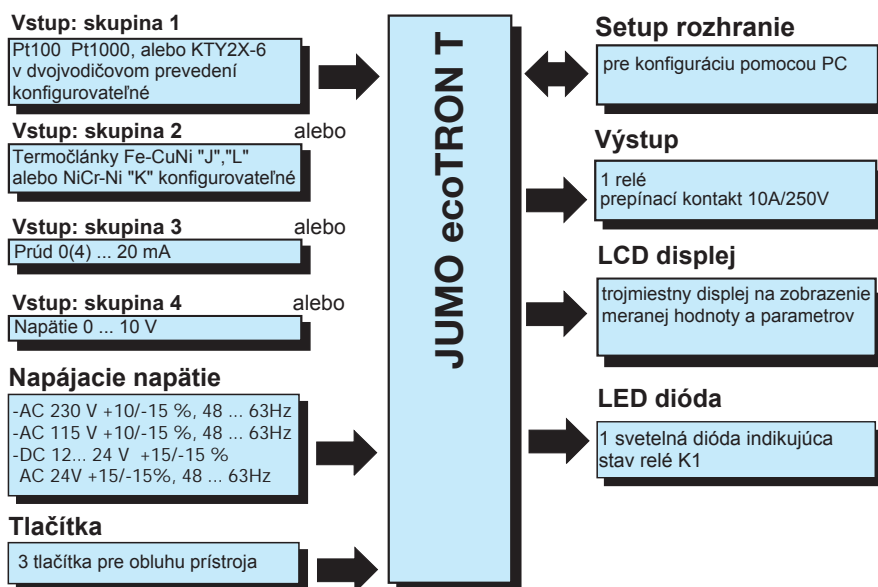 Vstup: skupina 1
Pt100 Pt1000, alebo KTY2X-6
v dvojvodičovom prevedení
konfigurovateľné
Vstup: skupina 2 alebo
Termočlánky Fe-CuNi "J","L"
alebo NiCr-Ni "K" konfigurovateľné
Vstup: skupina 3 alebo
Prúd 0(4) ... 20 mA
Vstup: skupina 4 alebo
Napätie 0 ... 10 V
Napájacie napätie
-AC 230 V +10/-15 %, 48 ... 63Hz
-AC 115 V +10/-15 %, 48 ... 63Hz
-DC 12... 24 V +15/-15 %
AC 24V +15/-15%, 48 ... 63Hz
Tlačítka
3 tlačítka pre obluhu prístroja
JUMO ecoTRON T
Setup rozhranie
pre konfiguráciu pomocou PC
Výstup
1 relé
prepínací kontakt 10A/250V
LCD displej
trojmiestny displej na zobrazenie
meranej hodnoty a parametrov
LED dióda
1 svetelná dióda indikujúca
stav relé K1